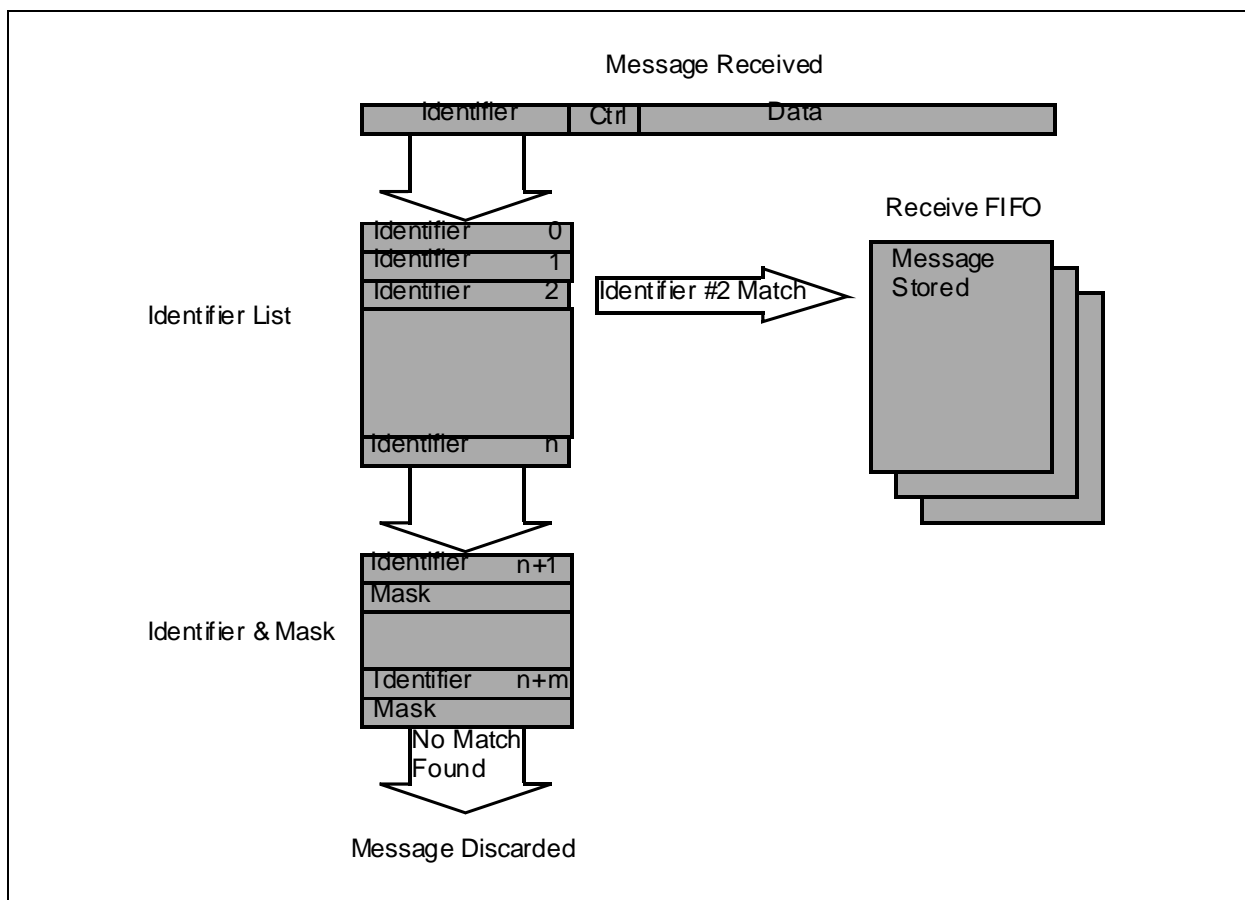 Message Received
Identifier Ctrl Data
Receive FIFO
Identifier 0
Identifier 1
Identifier 2
Identifier #2 Match
Message
Stored
Identifier List
Identifier n
Identifier n+1
Mask
Identifier & Mask
Identifier n+m
Mask
No Match
Found
Message Discarded